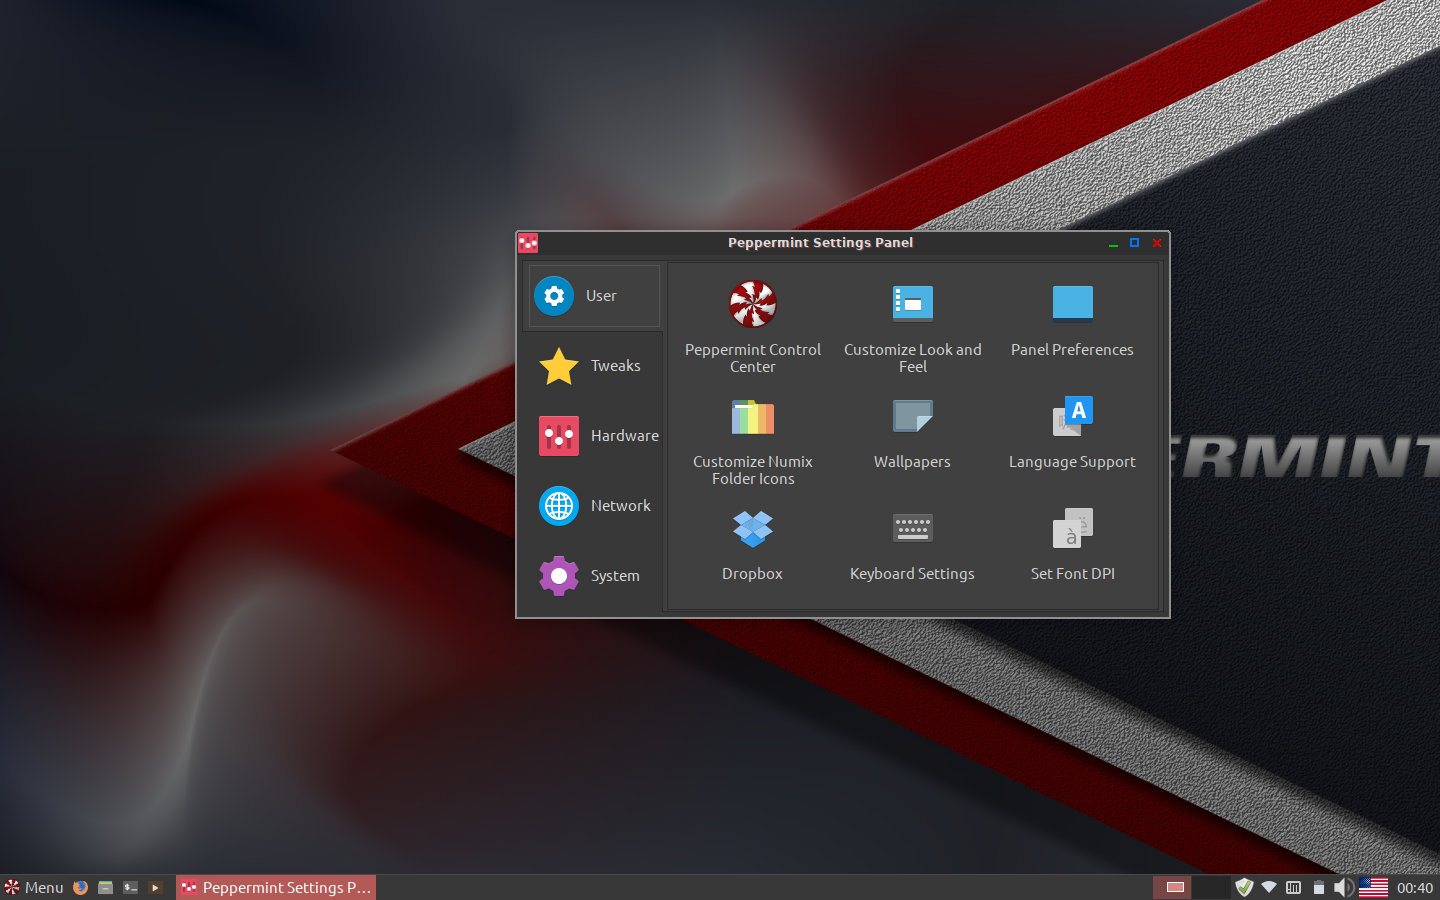 Peppermint Settings Panel
User
Tweaks
Hardware
Network
System
Peppermint Control
Center
Customize Look and
Feel
Panel Preferences
Customize Numix
Folder Icons
Wallpapers
A
Language Support
Dropbox
Keyboard Settings
à
ë
Set Font DPI
ERMINT
Menu
$-
Peppermint Settings P...
00:40